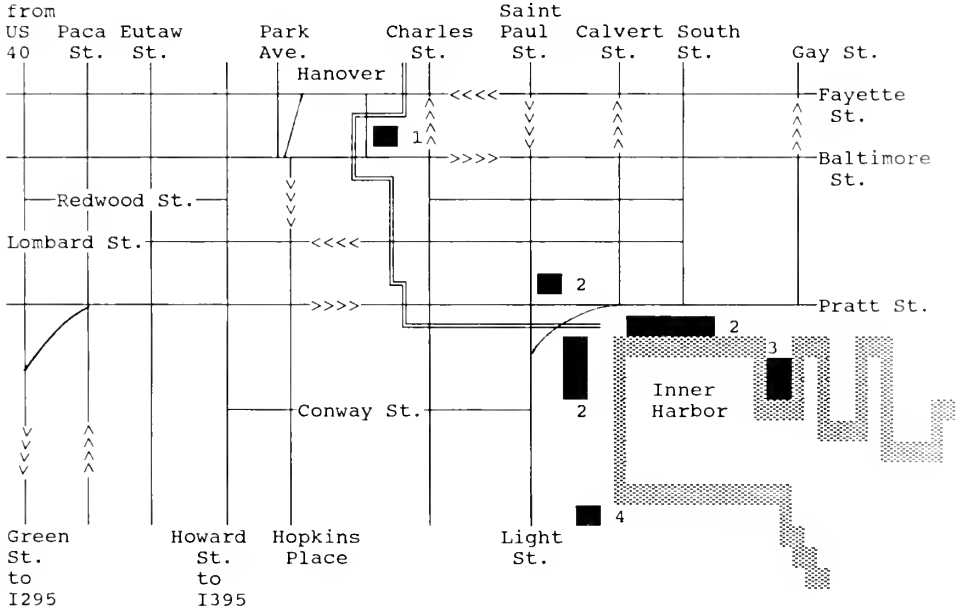 from Saint
US Paca Eutaw Park Charles Paul Calvert South
40 St. St. Ave. St. St. St. St. Gay St.
Hanover
<<<< Fayette
St.
1
>>>> Baltimore
St.
Redwood St.
Lombard St. <<<<
2
>>>> Pratt St.
2
3
Inner
Harbor
Conway St. 2
4
Green Howard Hopkins Light
St. St. Place St.
to to
I295 I395